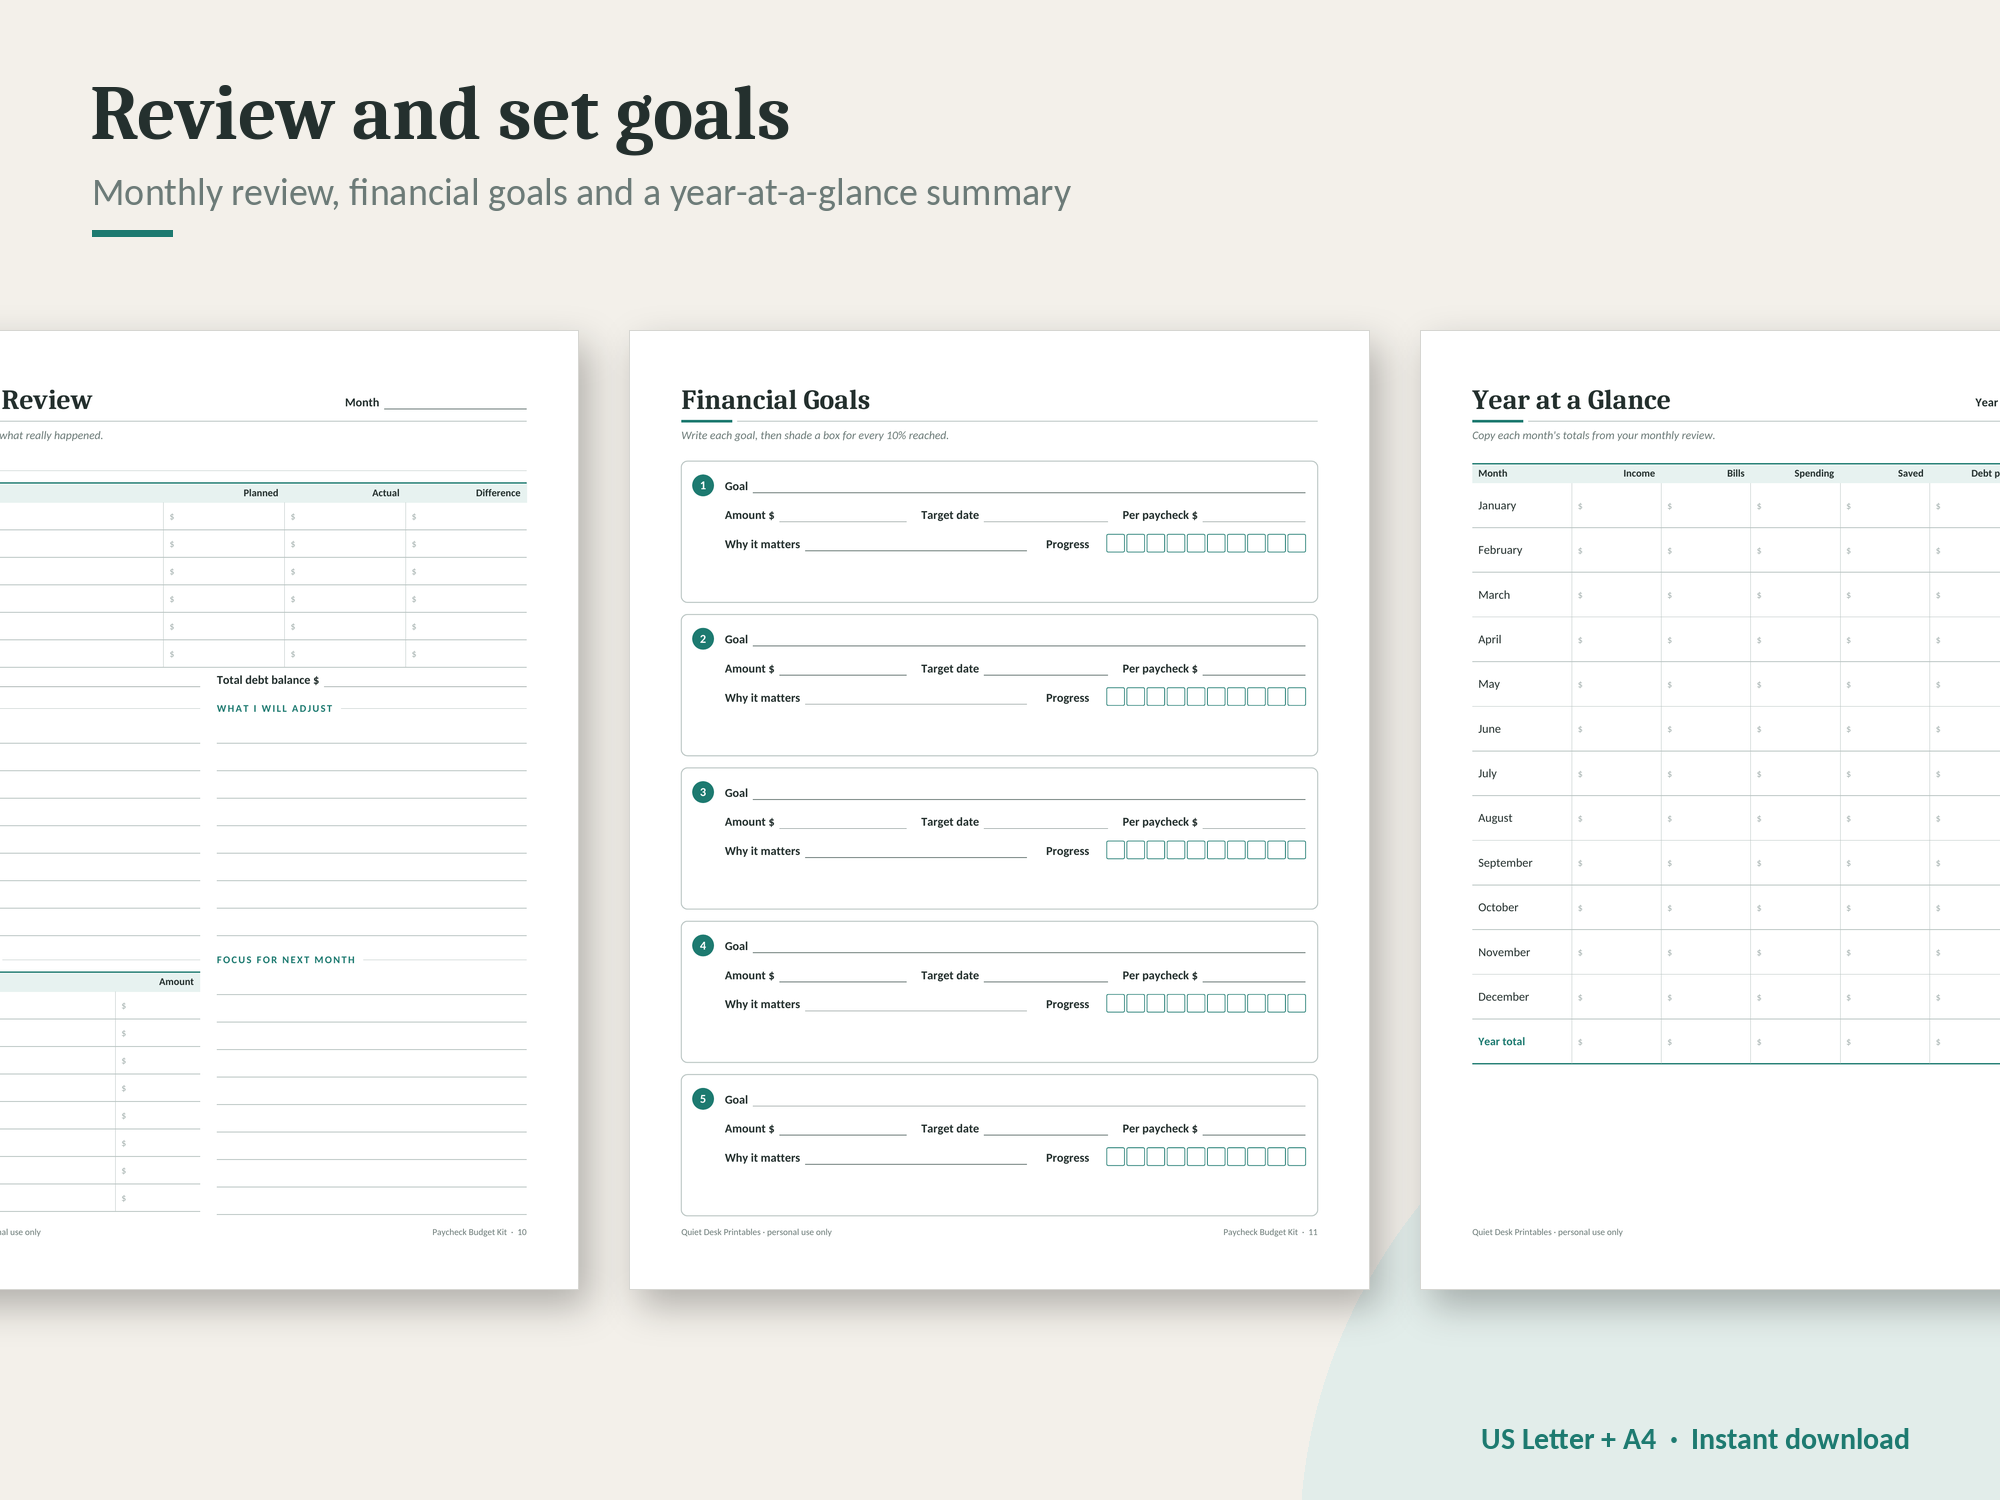 Review and set goals
Monthly review, financial goals and a year-at-a-glance summary
Review
Month
what really happened.
Planned Actual Difference
$ $ $
$ $ $
$ $ $
$ $ $
$ $ $
$ $ $
Total debt balance $
WHAT I WILL ADJUST
FOCUS FOR NEXT MONTH
Amount
$
$
$
$
$
$
$
$
use only
Paycheck Budget Kit · 10
Financial Goals
Write each goal, then shade a box for every 10% reached.
1 Goal
Amount $ Target date Per paycheck $
Why it matters Progress
2 Goal
Amount $ Target date Per paycheck $
Why it matters Progress
3 Goal
Amount $ Target date Per paycheck $
Why it matters Progress
4 Goal
Amount $ Target date Per paycheck $
Why it matters Progress
5 Goal
Amount $ Target date Per paycheck $
Why it matters Progress
Quiet Desk Printables - personal use only
Paycheck Budget Kit · 11
Year at a Glance
Year
Copy each month's totals from your monthly review.
Month Income Bills Spending Saved Debt
January $ $ $ $ $
February $ $ $ $ $
March $ $ $ $ $
April $ $ $ $ $
May $ $ $ $ $
June $ $ $ $ $
July $ $ $ $ $
August $ $ $ $ $
September $ $ $ $ $
October $ $ $ $ $
November $ $ $ $ $
December $ $ $ $ $
Year total $ $ $ $ $
Quiet Desk Printables - personal use only
US Letter + A4 · Instant download